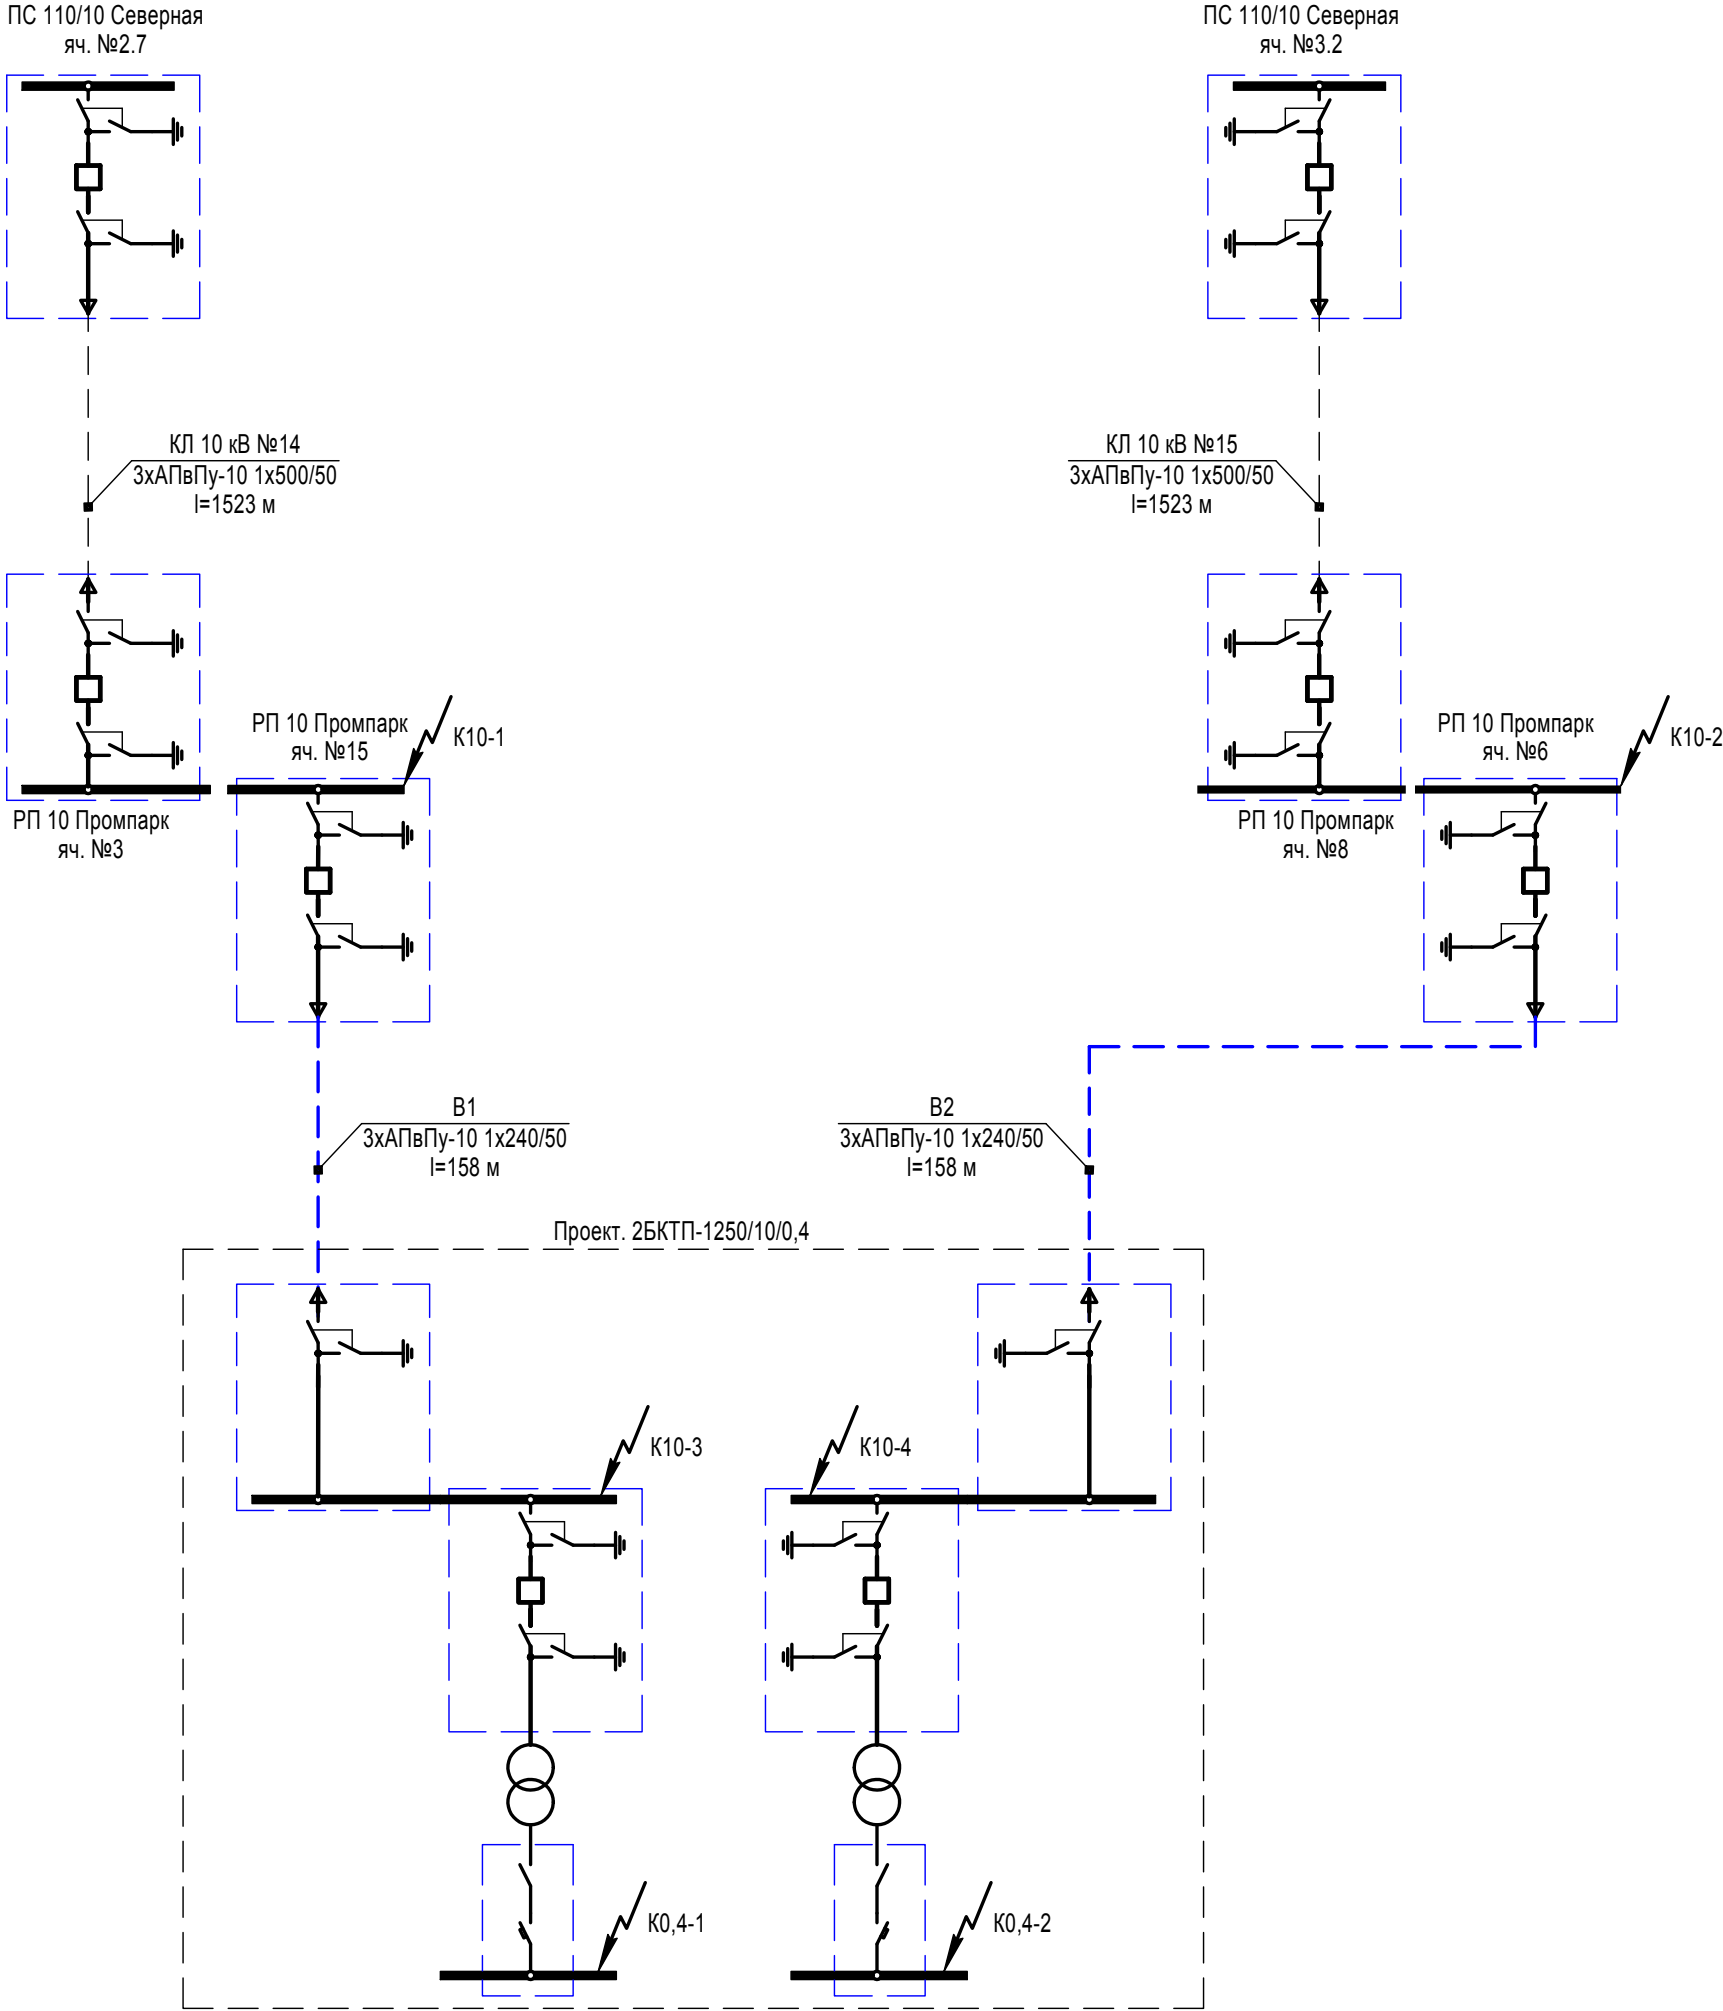 ПС 110/10 Северная
яч. №2.7
ПС 110/10 Северная
яч. №3.2
КЛ 10 кВ №14
3хАПвПу-10 1х500/50
l=1523 м
КЛ 10 кВ №15
3хАПвПу-10 1х500/50
l=1523 м
РП 10 Промпарк
яч. №15
К10-1
РП 10 Промпарк
яч. №6
К10-2
РП 10 Промпарк
яч. №3
РП 10 Промпарк
яч. №8
В1
3хАПвПу-10 1х240/50
l=158 м
В2
3хАПвПу-10 1х240/50
l=158 м
Проект. 2БКТП-1250/10/0,4
К10-3
К10-4
К0,4-1
К0,4-2